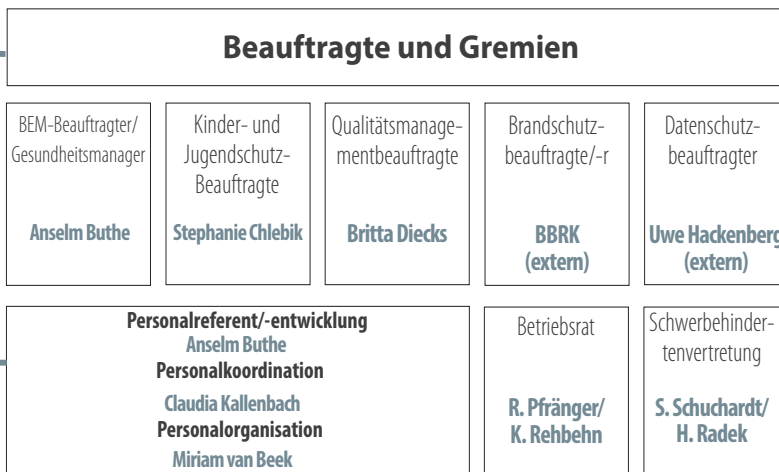 Beauftragte und Gremien
BEM-Beauftragter/
Gesundheitsmanager
Anselm Buthe
Kinder- und
Jugendschutz-
Beauftragte
Stephanie Chlebik
Qualitätsmanage-
mentbeauftragte
Britta Diecks
Brandschutz-
beauftragte/-r
BBRK
(extern)
Datenschutz-
beauftragter
Uwe Hackenberg
(extern)
Personalreferent/-entwicklung
Anselm Buthe
Personalkoordination
Claudia Kallenbach
Personalorganisation
Miriam van Beek
Betriebsrat
R. Pfränger/
K. Rehbehn
Schwerbehinder-
tenvertretung
S. Schuchardt/
H. Radek